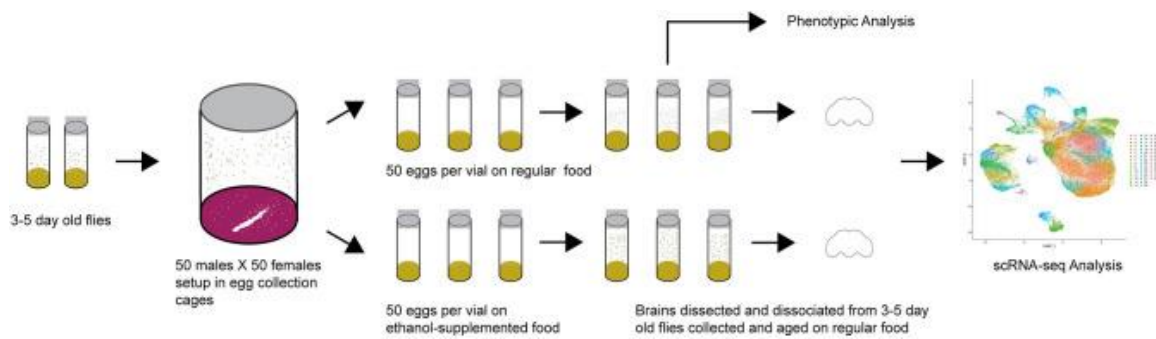 Phenotypic Analysis
3-5 day old flies
50 males X 50 females
setup in egg collection
cages
50 eggs per vial on regular food
50 eggs per vial on
ethanol-supplemented food
Brains dissected and dissociated from 3-5 day
old flies collected and aged on regular food
scRNA-seq Analysis